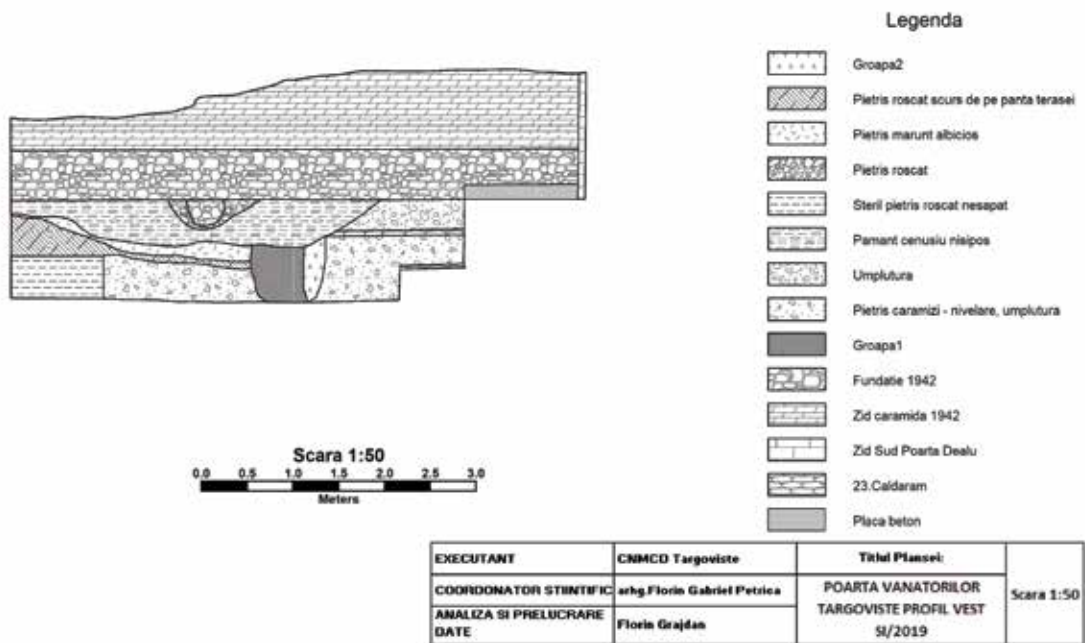 Legenda
Groapa2
Pietris roscat scurs de pe panta terasei
Pietris marunt albicios
Pietris roscat
Steril pietris roscat nesapat
Pamant cenusiu nisipos
Umplutura
Pietris caramizi - nivelare, umplutura
Groapa1
Fundatie 1942
Zid caramida 1942
Zid Sud Poarta Dealu
23.Caldaram
Placa beton
Scara 1:50
0.0 0.5 1.0 1.5 2.0 2.5 3.0
Meters
EXECUTANT CNMCD Targoviste Titlul Plansei:
COORDONATOR STIINTIFIC arhg.Florin Gabriel Petrica POARTA VANATORILOR Scara 1:50
TARGOVISTE PROFIL VEST
ANALIZA SI PRELUCRARE Florin Grajdan
DATE SI/2019